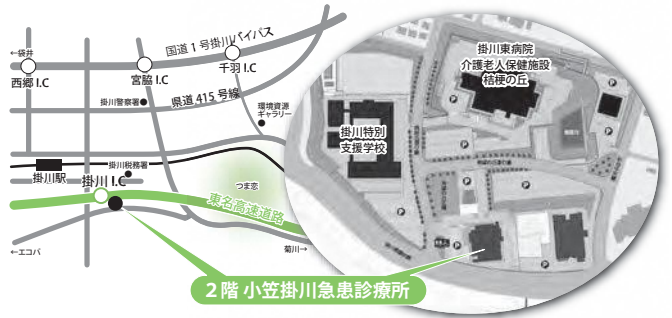 国道1号掛川バイパス
←袋井
西郷 I.C
宮脇 I.C
千羽 I.C
掛川警察署
県道 415号線
環境資源
ギャラリー
掛川駅
掛川税務署
掛川 I.C
つま恋
東名高速道路
←エコパ
菊川→
掛川東病院
介護老人保健施設
桔梗の丘
掛川特別
支援学校
P
P
P
P
P
P
P
P
2階 小笠掛川急患診療所